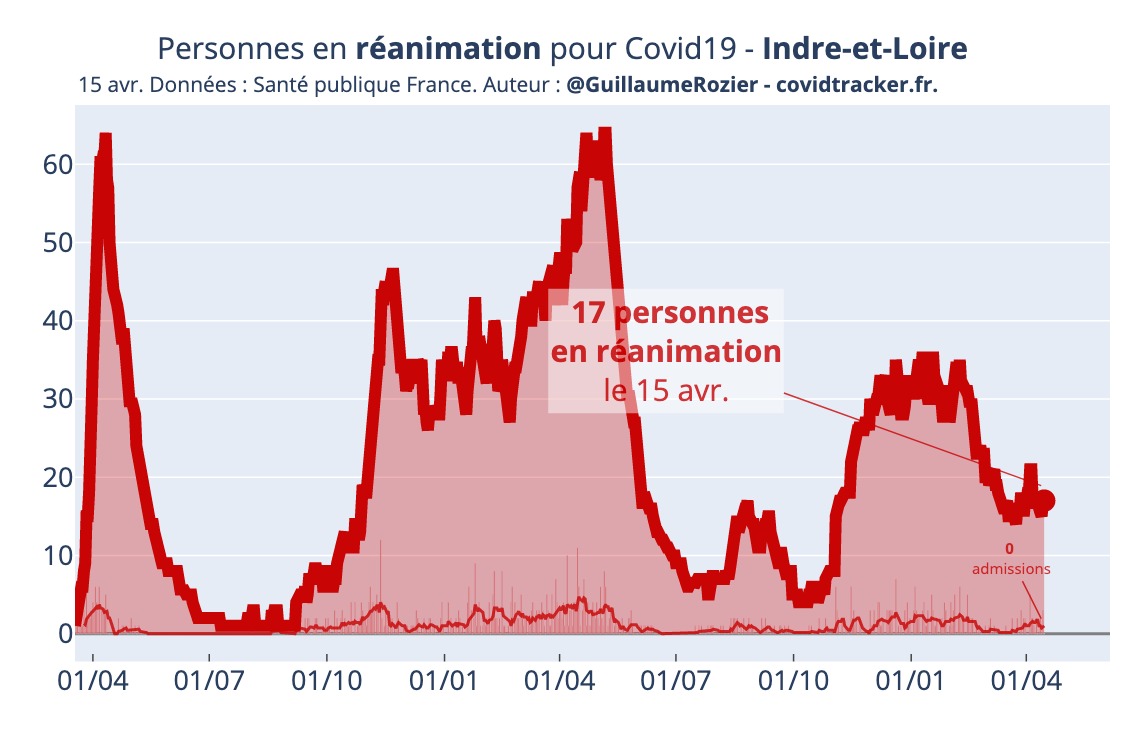 Personnes en réanimation pour Covid19 - Indre-et-Loire
15 avr. Données : Santé publique France. Auteur : @GuillaumeRozier - covidtracker.fr.
60
50
40
30
20
10
0
17 personnes
en réanimation
le 15 avr.
0
admissions
01/04 01/07 01/10 01/01 01/04 01/07 01/10 01/01 01/04